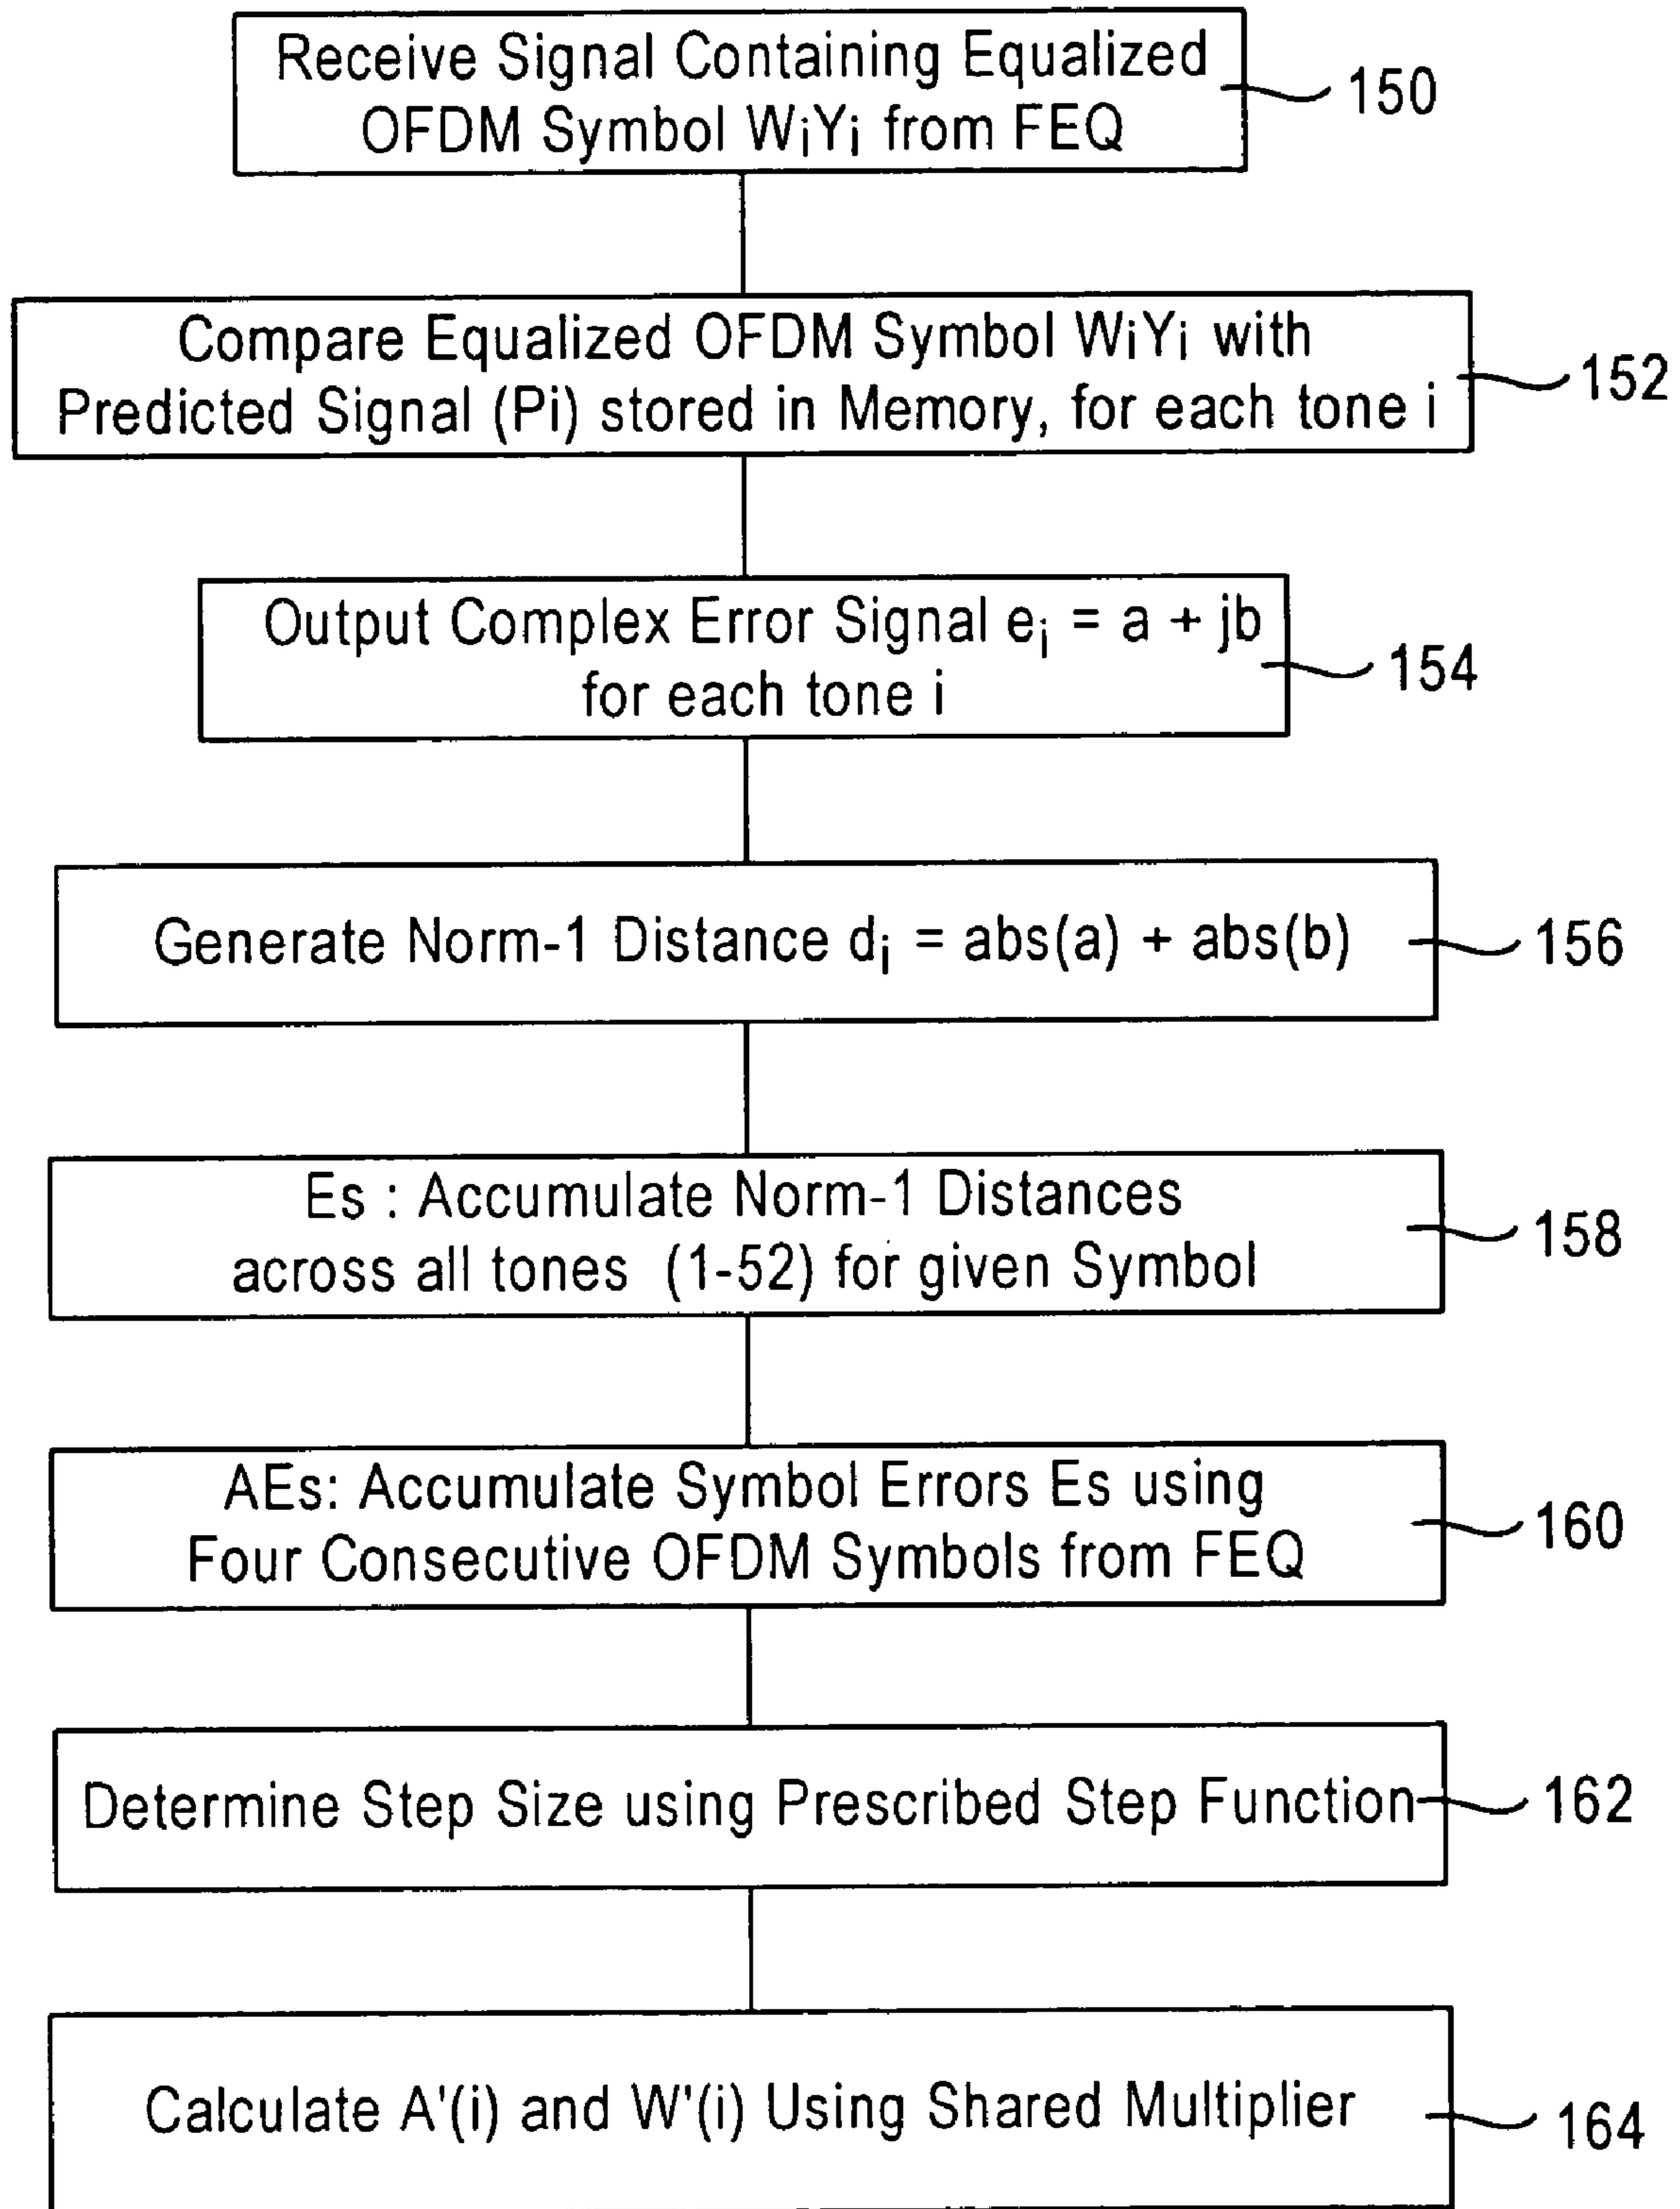 Receive Signal Containing Equalized
OFDM Symbol WiYi from FEQ
150
Compare Equalized OFDM Symbol WiYi with
Predicted Signal (Pi) stored in Memory, for each tone i
152
Output Complex Error Signal ei = a + jb
for each tone i
154
Generate Norm-1 Distance di = abs(a) + abs(b)
156
Es : Accumulate Norm-1 Distances
across all tones (1-52) for given Symbol
158
AEs: Accumulate Symbol Errors Es using
Four Consecutive OFDM Symbols from FEQ
160
Determine Step Size using Prescribed Step Function
162
Calculate A'(i) and W'(i) Using Shared Multiplier
164